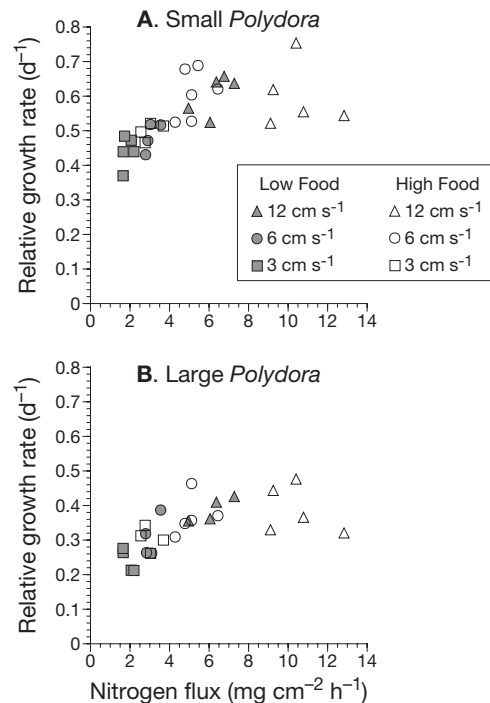 A. Small Polydora
Relative growth rate (d⁻¹)
0.8
0.7
0.6
0.5
0.4
0.3
0.2
0.1
0
0 2 4 6 8 10 12 14
Low Food High Food
12 cm s⁻¹ 12 cm s⁻¹
6 cm s⁻¹ 6 cm s⁻¹
3 cm s⁻¹ 3 cm s⁻¹
B. Large Polydora
Relative growth rate (d⁻¹)
0.8
0.7
0.6
0.5
0.4
0.3
0.2
0.1
0
0 2 4 6 8 10 12 14
Nitrogen flux (mg cm⁻² h⁻¹)